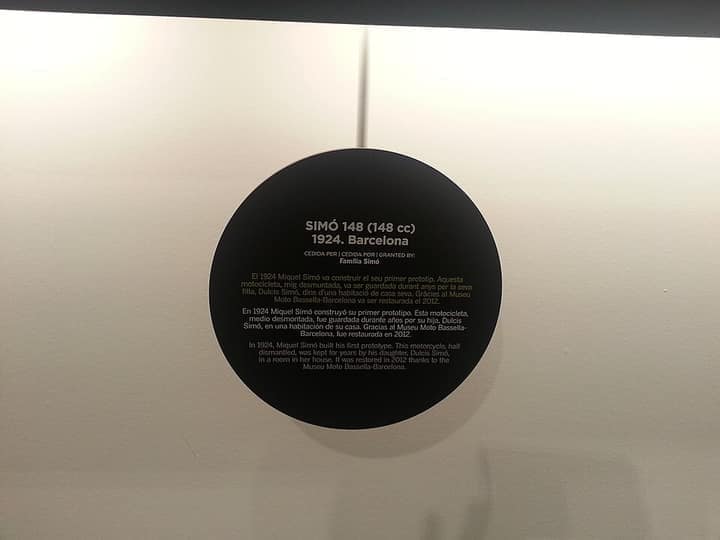 SIMÓ 148 (148 cc)
1924. Barcelona
CEDIDA PER | CEDIDA POR | GRANTED BY:
Família Simó
El 1924 Miquel Simó va construir el seu primer prototip. Aquesta
motocicleta, mig desmuntada, va ser guardada durant anys per la seva
filla, Dulcis Simó, dins d'una habitació de casa seva. Gràcies al Museu
Moto Bassella-Barcelona va ser restaurada el 2012.
En 1924 Miquel Simó construyó su primer prototipo. Esta motocicleta,
medio desmontada, fue guardada durante años por su hija, Dulcis
Simó, en una habitación de su casa. Gracias al Museu Moto Bassella-
Barcelona, fue restaurada en 2012.
In 1924, Miquel Simó built his first prototype. This motorcycle, half
dismantled, was kept for years by his daughter, Dulcis Simó,
in a room in her house. It was restored in 2012 thanks to the
Museu Moto Bassella-Barcelona.